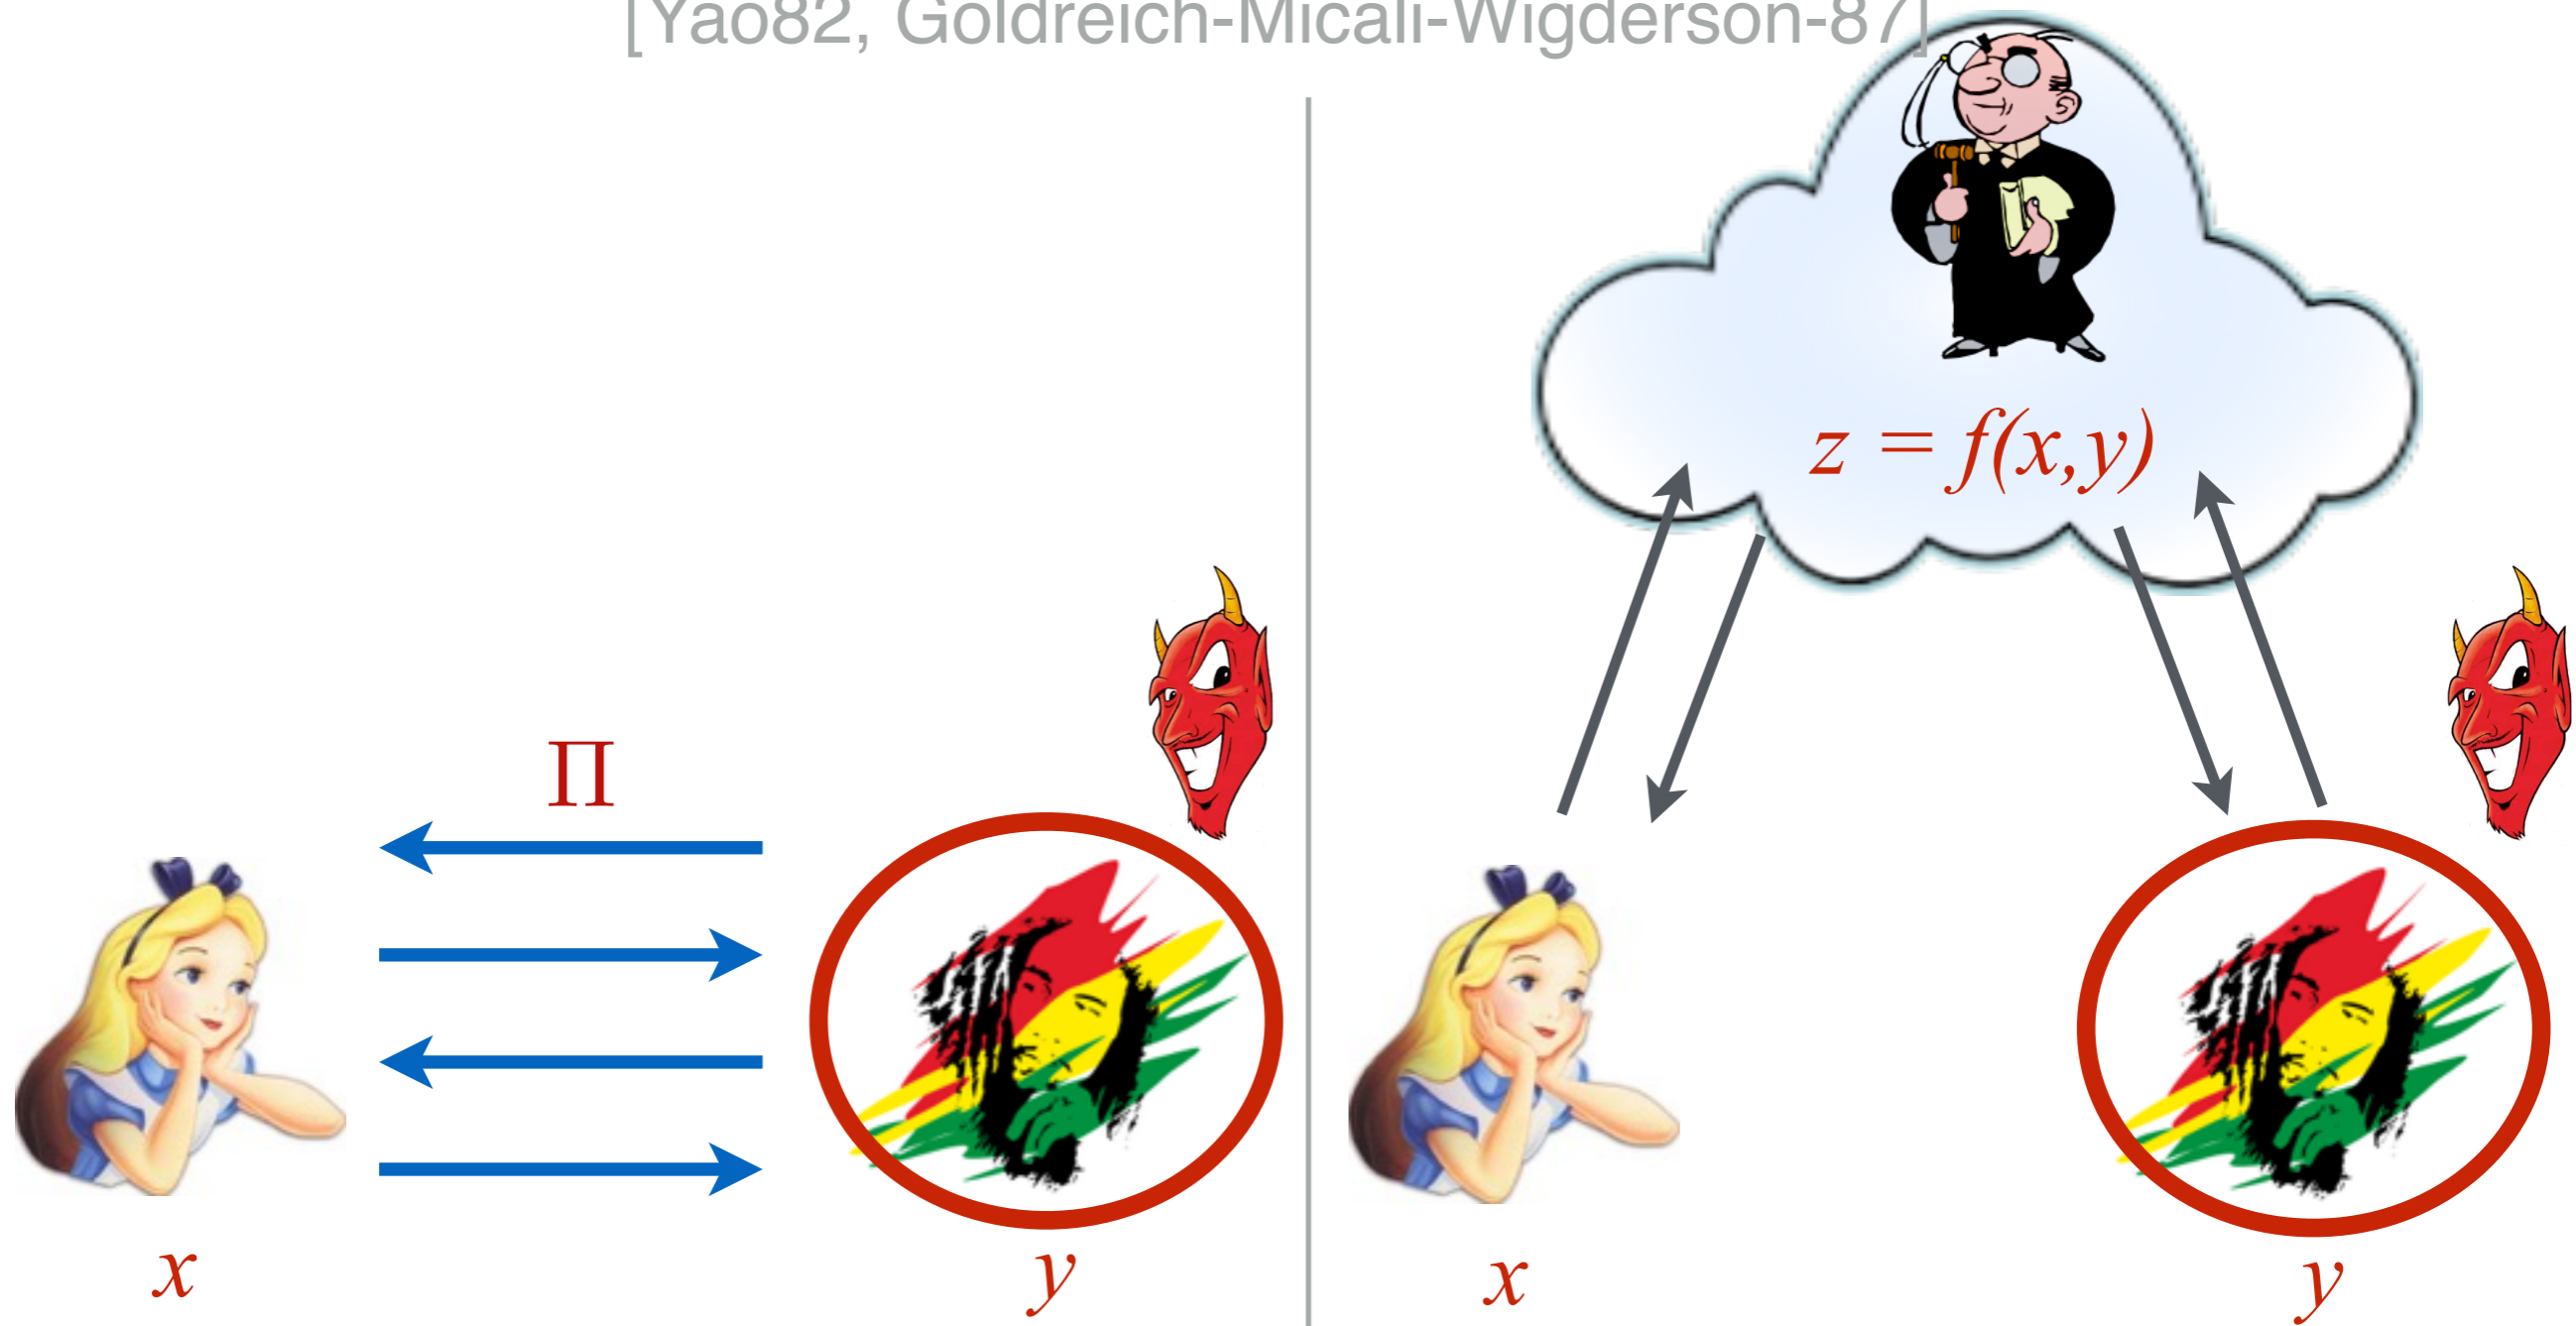 [Yao82, Goldreich-Micali-Wigderson-87]
Π
x
y
z = f(x,y)
x
y